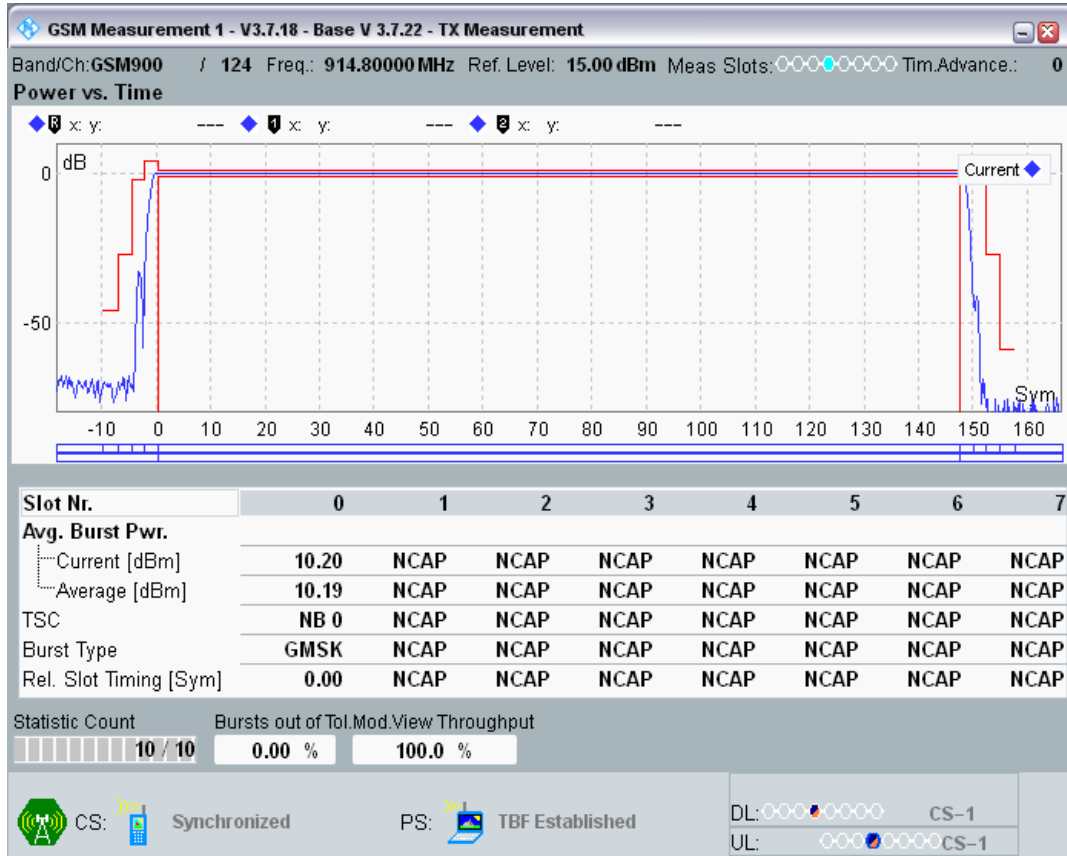 GSM Measurement 1 - V3.7.18 - Base V 3.7.22 - TX Measurement
Band/Ch:GSM900 / 124 Freq.: 914.80000 MHz Ref. Level: 15.00 dBm Meas Slots: Tim.Advance.: 0
Power vs. Time
R x: y: --- 1 x: y: --- 2 x: y: ---
dB
Current
0
-50
Sym
-10 0 10 20 30 40 50 60 70 80 90 100 110 120 130 140 150 160
Slot Nr. 0 1 2 3 4 5 6 7
Avg. Burst Pwr.
Current [dBm] 10.20 NCAP NCAP NCAP NCAP NCAP NCAP NCAP
Average [dBm] 10.19 NCAP NCAP NCAP NCAP NCAP NCAP NCAP
TSC NB 0 NCAP NCAP NCAP NCAP NCAP NCAP NCAP
Burst Type GMSK NCAP NCAP NCAP NCAP NCAP NCAP NCAP
Rel. Slot Timing [Sym] 0.00 NCAP NCAP NCAP NCAP NCAP NCAP NCAP
Statistic Count Bursts out of Tol. Mod.View Throughput
10 / 10 0.00 % 100.0 %
CS: Synchronized PS: TBF Established DL: CS-1
UL: CS-1